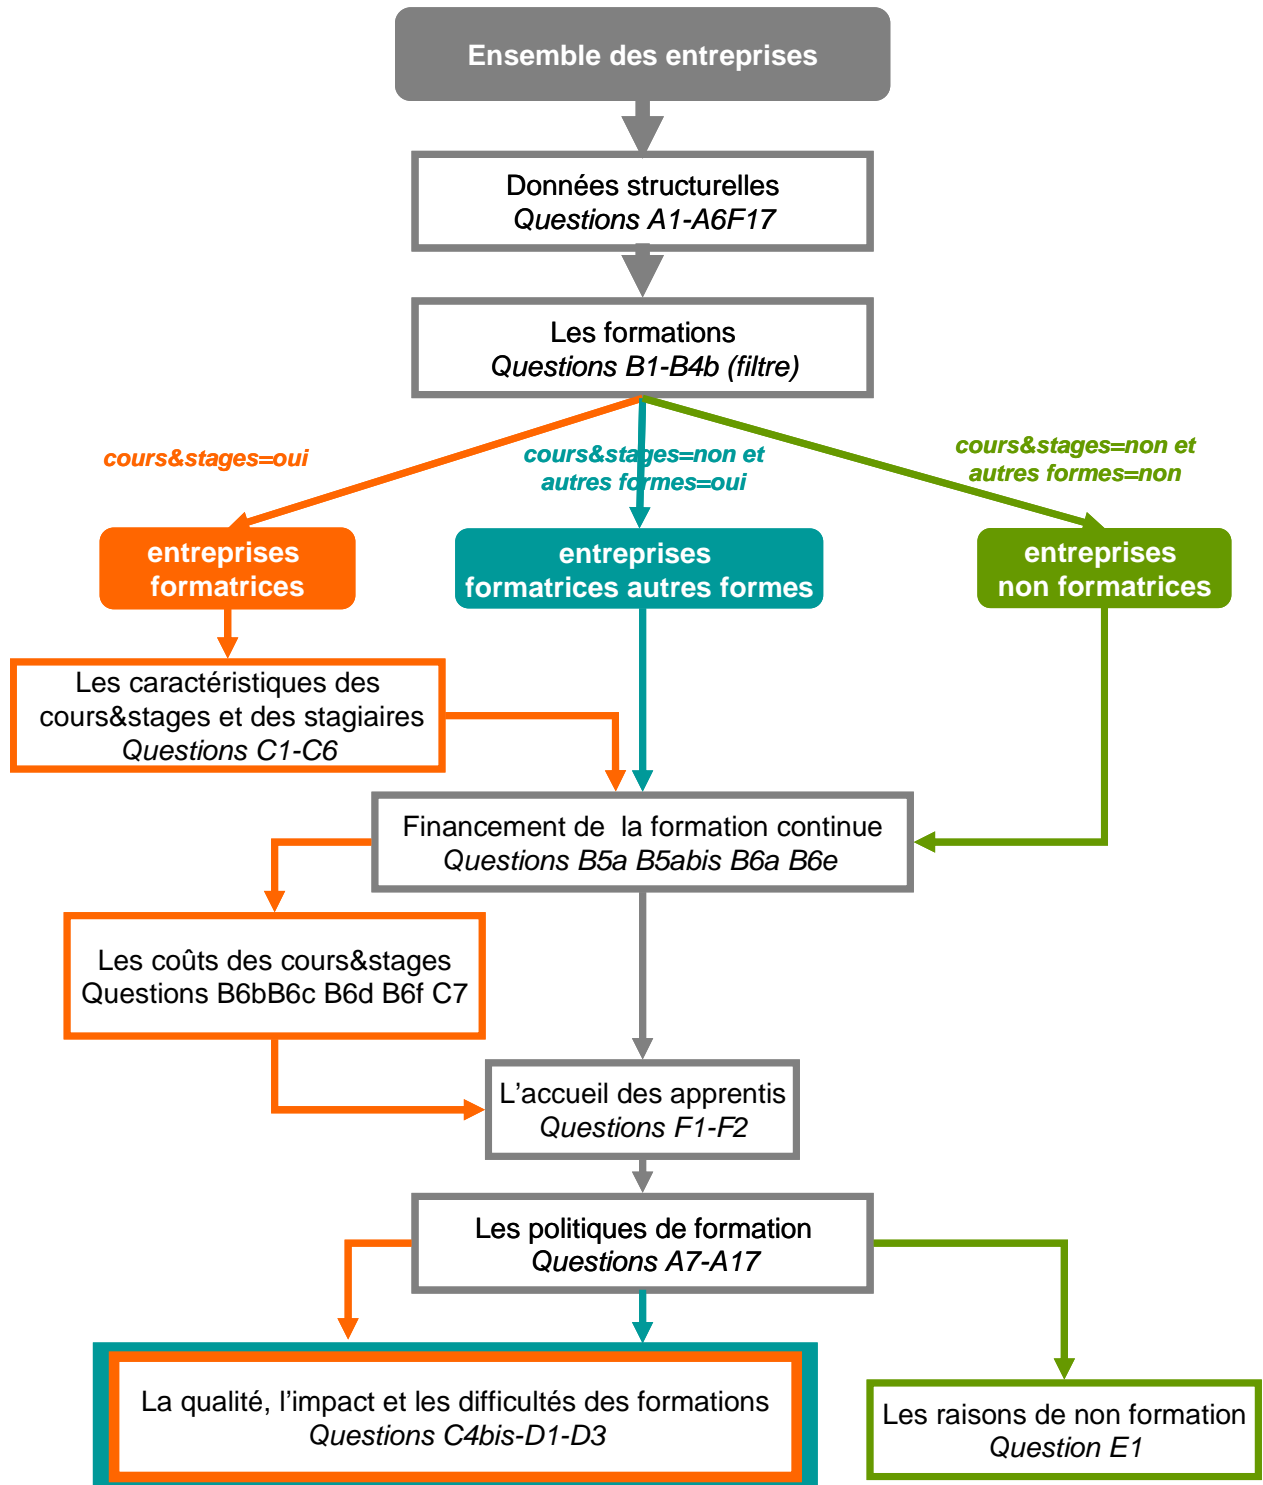 Ensemble des entreprises
Données structurelles
Questions A1-A6F17
Les formations
Questions B1-B4b (filtre)
cours&stages=oui
cours&stages=non et
autres formes=oui
cours&stages=non et
autres formes=non
entreprises
formatrices
entreprises
formatrices autres formes
entreprises
non formatrices
Les caractéristiques des
cours&stages et des stagiaires
Questions C1-C6
Financement de la formation continue
Questions B5a B5abis B6a B6e
Les coûts des cours&stages
Questions B6bB6c B6d B6f C7
L’accueil des apprentis
Questions F1-F2
Les politiques de formation
Questions A7-A17
La qualité, l’impact et les difficultés des formations
Questions C4bis-D1-D3
Les raisons de non formation
Question E1